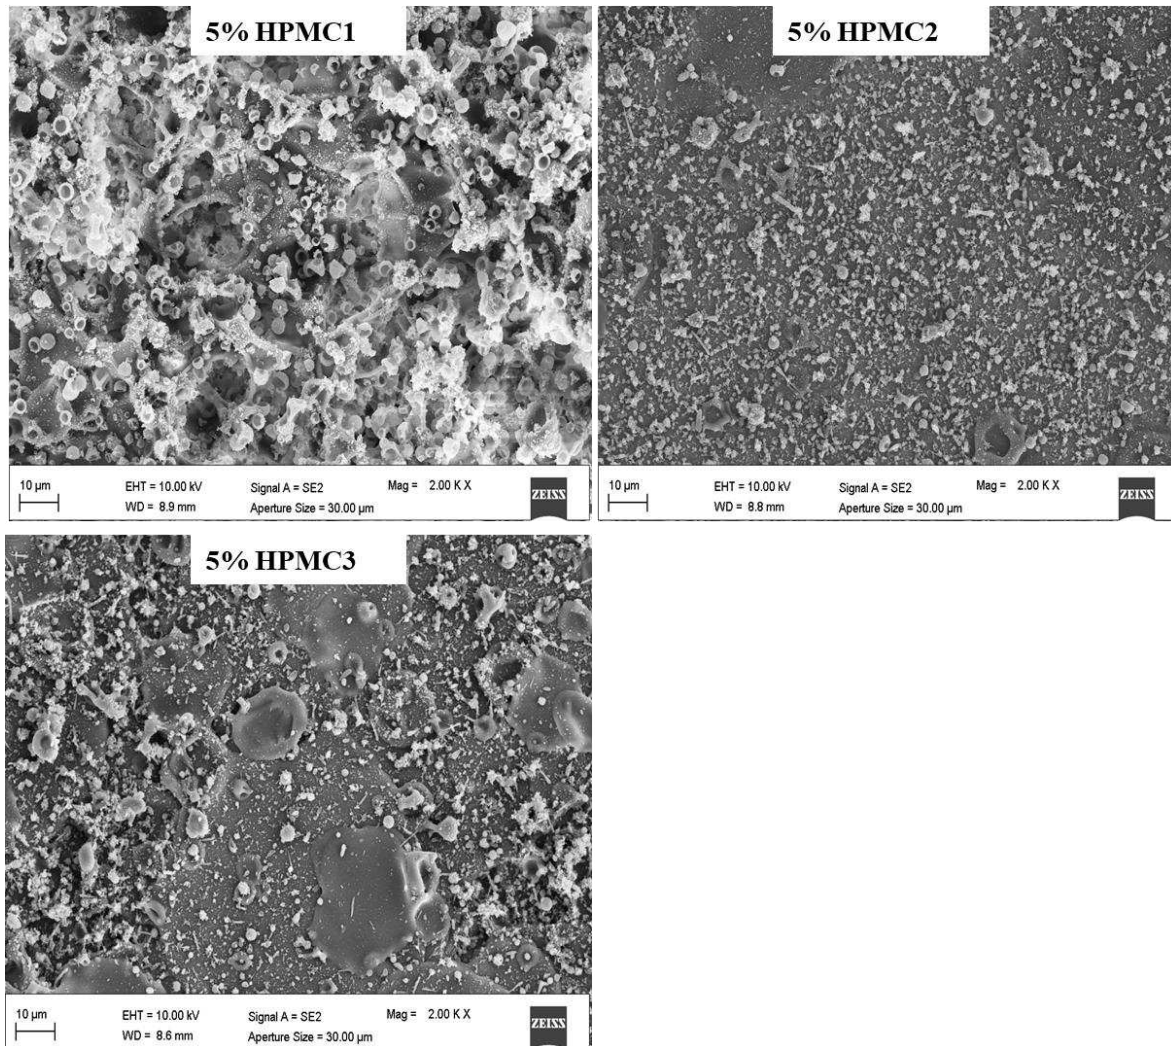 5% HPMC1
10 µm
EHT = 10.00 kV
Signal A = SE2
Mag = 2.00 K X
WD = 8.9 mm
Aperture Size = 30.00 µm
ZEISS
5% HPMC2
10 µm
EHT = 10.00 kV
Signal A = SE2
Mag = 2.00 K X
WD = 8.8 mm
Aperture Size = 30.00 µm
ZEISS
5% HPMC3
10 µm
EHT = 10.00 kV
Signal A = SE2
Mag = 2.00 K X
WD = 8.6 mm
Aperture Size = 30.00 µm
ZEISS